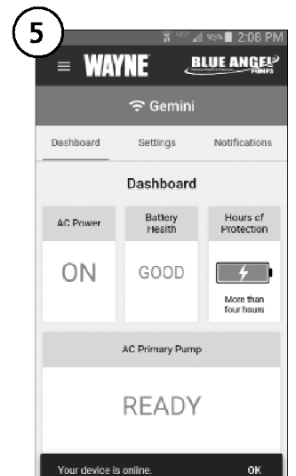 5
95% 2:08 PM
WAYNE BLUE ANGEL PUMPS
Gemini
Dashboard Settings Notifications
Dashboard
AC Power
Battery
Health
Hours of
Protection
ON
GOOD
More than
four hours
AC Primary Pump
READY
Your device is online. OK